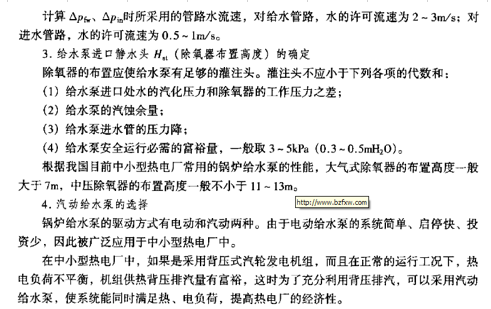 计算 Δp_fw、Δp_in时所采用的管路水流速，对给水管路，水的许可流速为 2～3m/s；对
进水管路，水的许可流速为 0.5～1m/s。
3. 给水泵进口静水头 H_st（除氧器布置高度）的确定
除氧器的布置应使给水泵有足够的灌注头。灌注头不应小于下列各项的代数和：
（1）给水泵进口处水的汽化压力和除氧器的工作压力之差；
（2）给水泵的汽蚀余量；
（3）给水泵进水管的压力降；
（4）给水泵安全运行必需的富裕量，一般取 3～5kPa（0.3～0.5mH₂O）。
根据我国目前中小型热电厂常用的锅炉给水泵的性能，大气式除氧器的布置高度一般
大于 7m，中压除氧器的布置高度一般不小于 11～13m。
http://www.bzfxw.com
4. 汽动给水泵的选择
锅炉给水泵的驱动方式有电动和汽动两种。由于电动给水泵的系统简单、启停快、投
资少，因此被广泛应用于中小型热电厂中。
在中小型热电厂中，如果是采用背压式汽轮发电机组，而且在正常的运行工况下，热
电负荷不平衡，机组供热背压排汽量有富裕，这时为了充分利用背压排汽，可以采用汽动
给水泵，使系统能同时满足热、电负荷，提高热电厂的经济性。